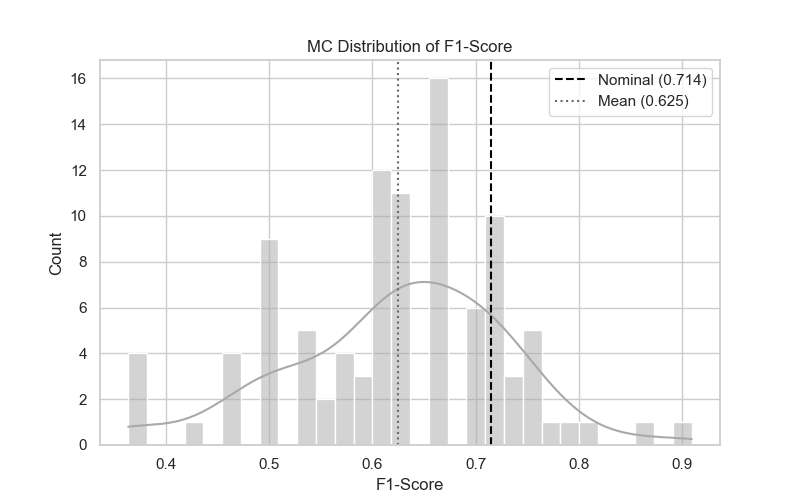 MC Distribution of F1-Score
Nominal (0.714)
Mean (0.625)
Count
16
14
12
10
8
6
4
2
0
0.4 0.5 0.6 0.7 0.8 0.9
F1-Score